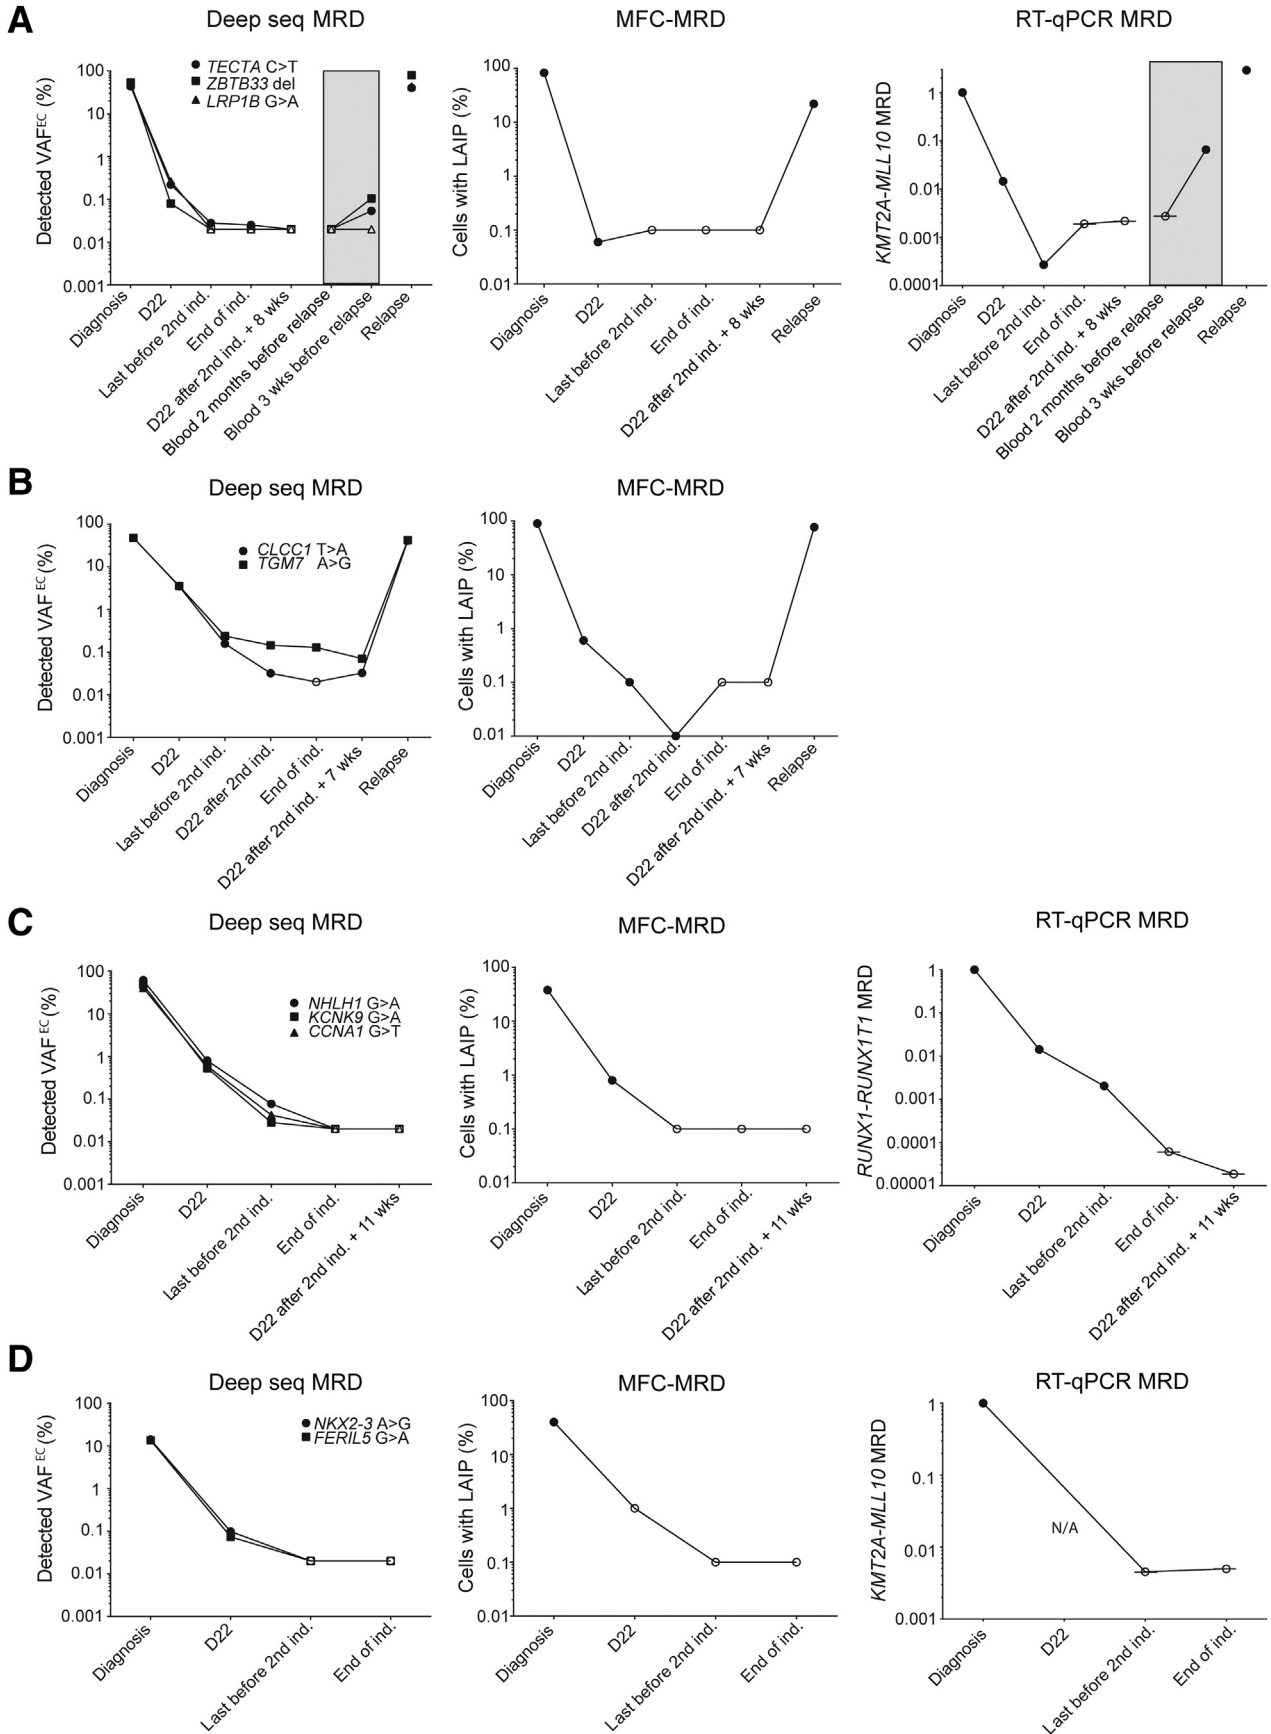 A
Deep seq MRD
MFC-MRD
RT-qPCR MRD
Detected VAF EC (%)
100
10
1
0.1
0.01
0.001
TECTA C>T
ZBTB33 del
LRP1B G>A
Diagnosis
D22
Last before 2nd ind.
End of ind.
D22 after 2nd ind. + 8 wks
Blood 2 months before relapse
Blood 3 wks before relapse
Relapse
Cells with LAIP (%)
100
10
1
0.1
0.01
Diagnosis
D22
Last before 2nd ind.
End of ind.
D22 after 2nd ind. + 8 wks
Relapse
KMT2A-MLL10 MRD
1
0.1
0.01
0.001
0.0001
Diagnosis
D22
Last before 2nd ind.
End of ind.
D22 after 2nd ind. + 8 wks
Blood 2 months before relapse
Blood 3 wks before relapse
Relapse
B
Deep seq MRD
MFC-MRD
Detected VAF EC (%)
100
10
1
0.1
0.01
0.001
CLCC1 T>A
TGM7 A>G
Diagnosis
D22
Last before 2nd ind.
D22 after 2nd ind.
End of ind.
D22 after 2nd ind. + 7 wks
Relapse
Cells with LAIP (%)
100
10
1
0.1
0.01
Diagnosis
D22
Last before 2nd ind.
D22 after 2nd ind.
End of ind.
D22 after 2nd ind. + 7 wks
Relapse
C
Deep seq MRD
MFC-MRD
RT-qPCR MRD
Detected VAF EC (%)
100
10
1
0.1
0.01
0.001
NHLH1 G>A
KCNK9 G>A
CCNA1 G>T
Diagnosis
D22
Last before 2nd ind.
End of ind.
D22 after 2nd ind. + 11 wks
Cells with LAIP (%)
100
10
1
0.1
0.01
Diagnosis
D22
Last before 2nd ind.
End of ind.
D22 after 2nd ind. + 11 wks
RUNX1-RUNX1T1 MRD
1
0.1
0.01
0.001
0.0001
0.00001
Diagnosis
D22
Last before 2nd ind.
End of ind.
D22 after 2nd ind. + 11 wks
D
Deep seq MRD
MFC-MRD
RT-qPCR MRD
Detected VAF EC (%)
100
10
1
0.1
0.01
0.001
NKX2-3 A>G
FERIL5 G>A
Diagnosis
D22
Last before 2nd ind.
End of ind.
Cells with LAIP (%)
100
10
1
0.1
0.01
Diagnosis
D22
Last before 2nd ind.
End of ind.
KMT2A-MLL10 MRD
1
0.1
0.01
0.001
N/A
Diagnosis
D22
Last before 2nd ind.
End of ind.